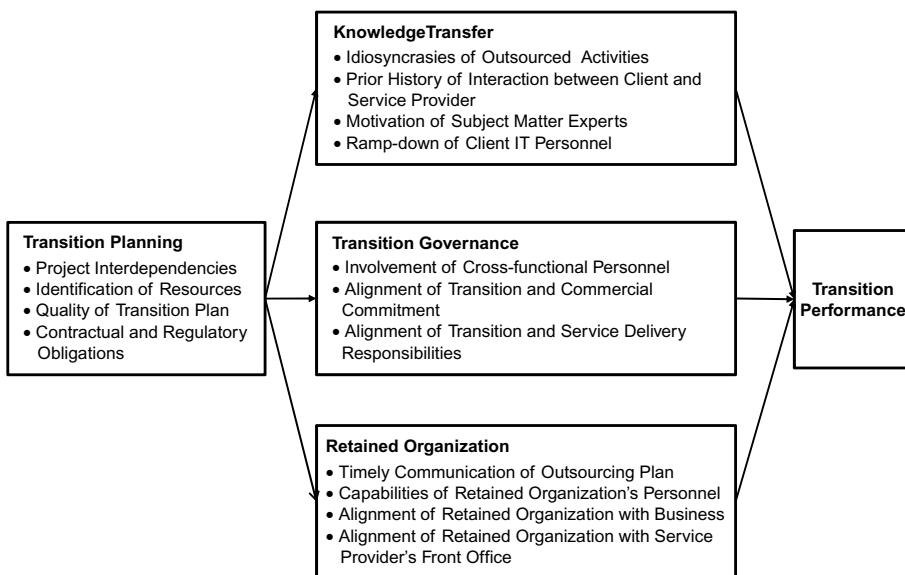 KnowledgeTransfer
• Idiosyncrasies of Outsourced Activities
• Prior History of Interaction between Client and
Service Provider
• Motivation of Subject Matter Experts
• Ramp-down of Client IT Personnel
Transition Planning
• Project Interdependencies
• Identification of Resources
• Quality of Transition Plan
• Contractual and Regulatory
Obligations
Transition Governance
• Involvement of Cross-functional Personnel
• Alignment of Transition and Commercial
Commitment
• Alignment of Transition and Service Delivery
Responsibilities
Transition
Performance
Retained Organization
• Timely Communication of Outsourcing Plan
• Capabilities of Retained Organization's Personnel
• Alignment of Retained Organization with Business
• Alignment of Retained Organization with Service
Provider's Front Office